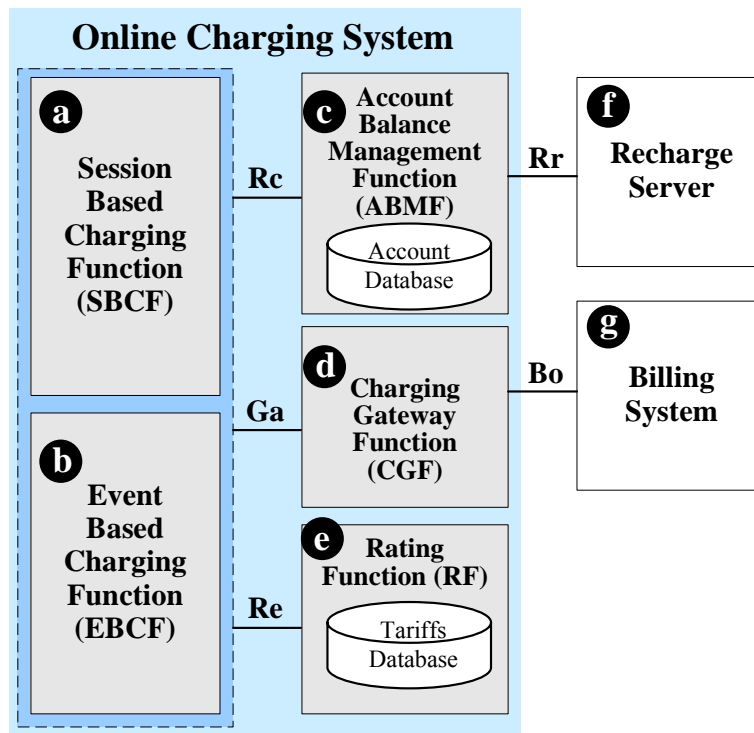 Online Charging System
a
Session
Based
Charging
Function
(SBCF)
b
Event
Based
Charging
Function
(EBCF)
Rc
Ga
Re
c
Account
Balance
Management
Function
(ABMF)
Account
Database
d
Charging
Gateway
Function
(CGF)
e
Rating
Function (RF)
Tariffs
Database
Rr
Bo
f
Recharge
Server
g
Billing
System